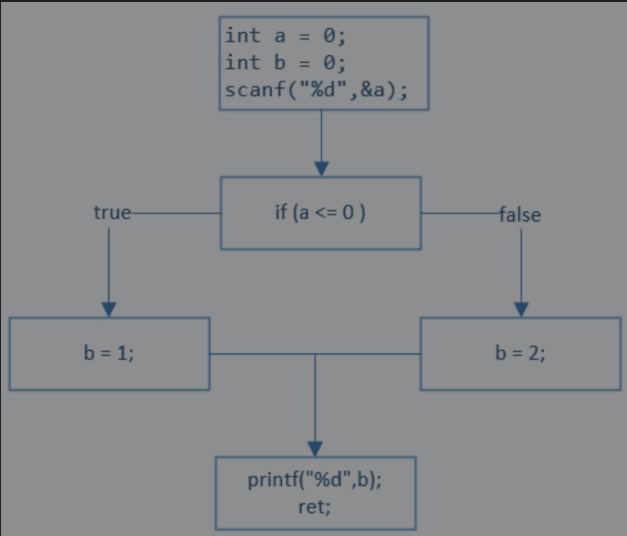 int a = 0;
int b = 0;
scanf("%d",&a);
if (a <= 0 )
true
false
b = 1;
b = 2;
printf("%d",b);
ret;